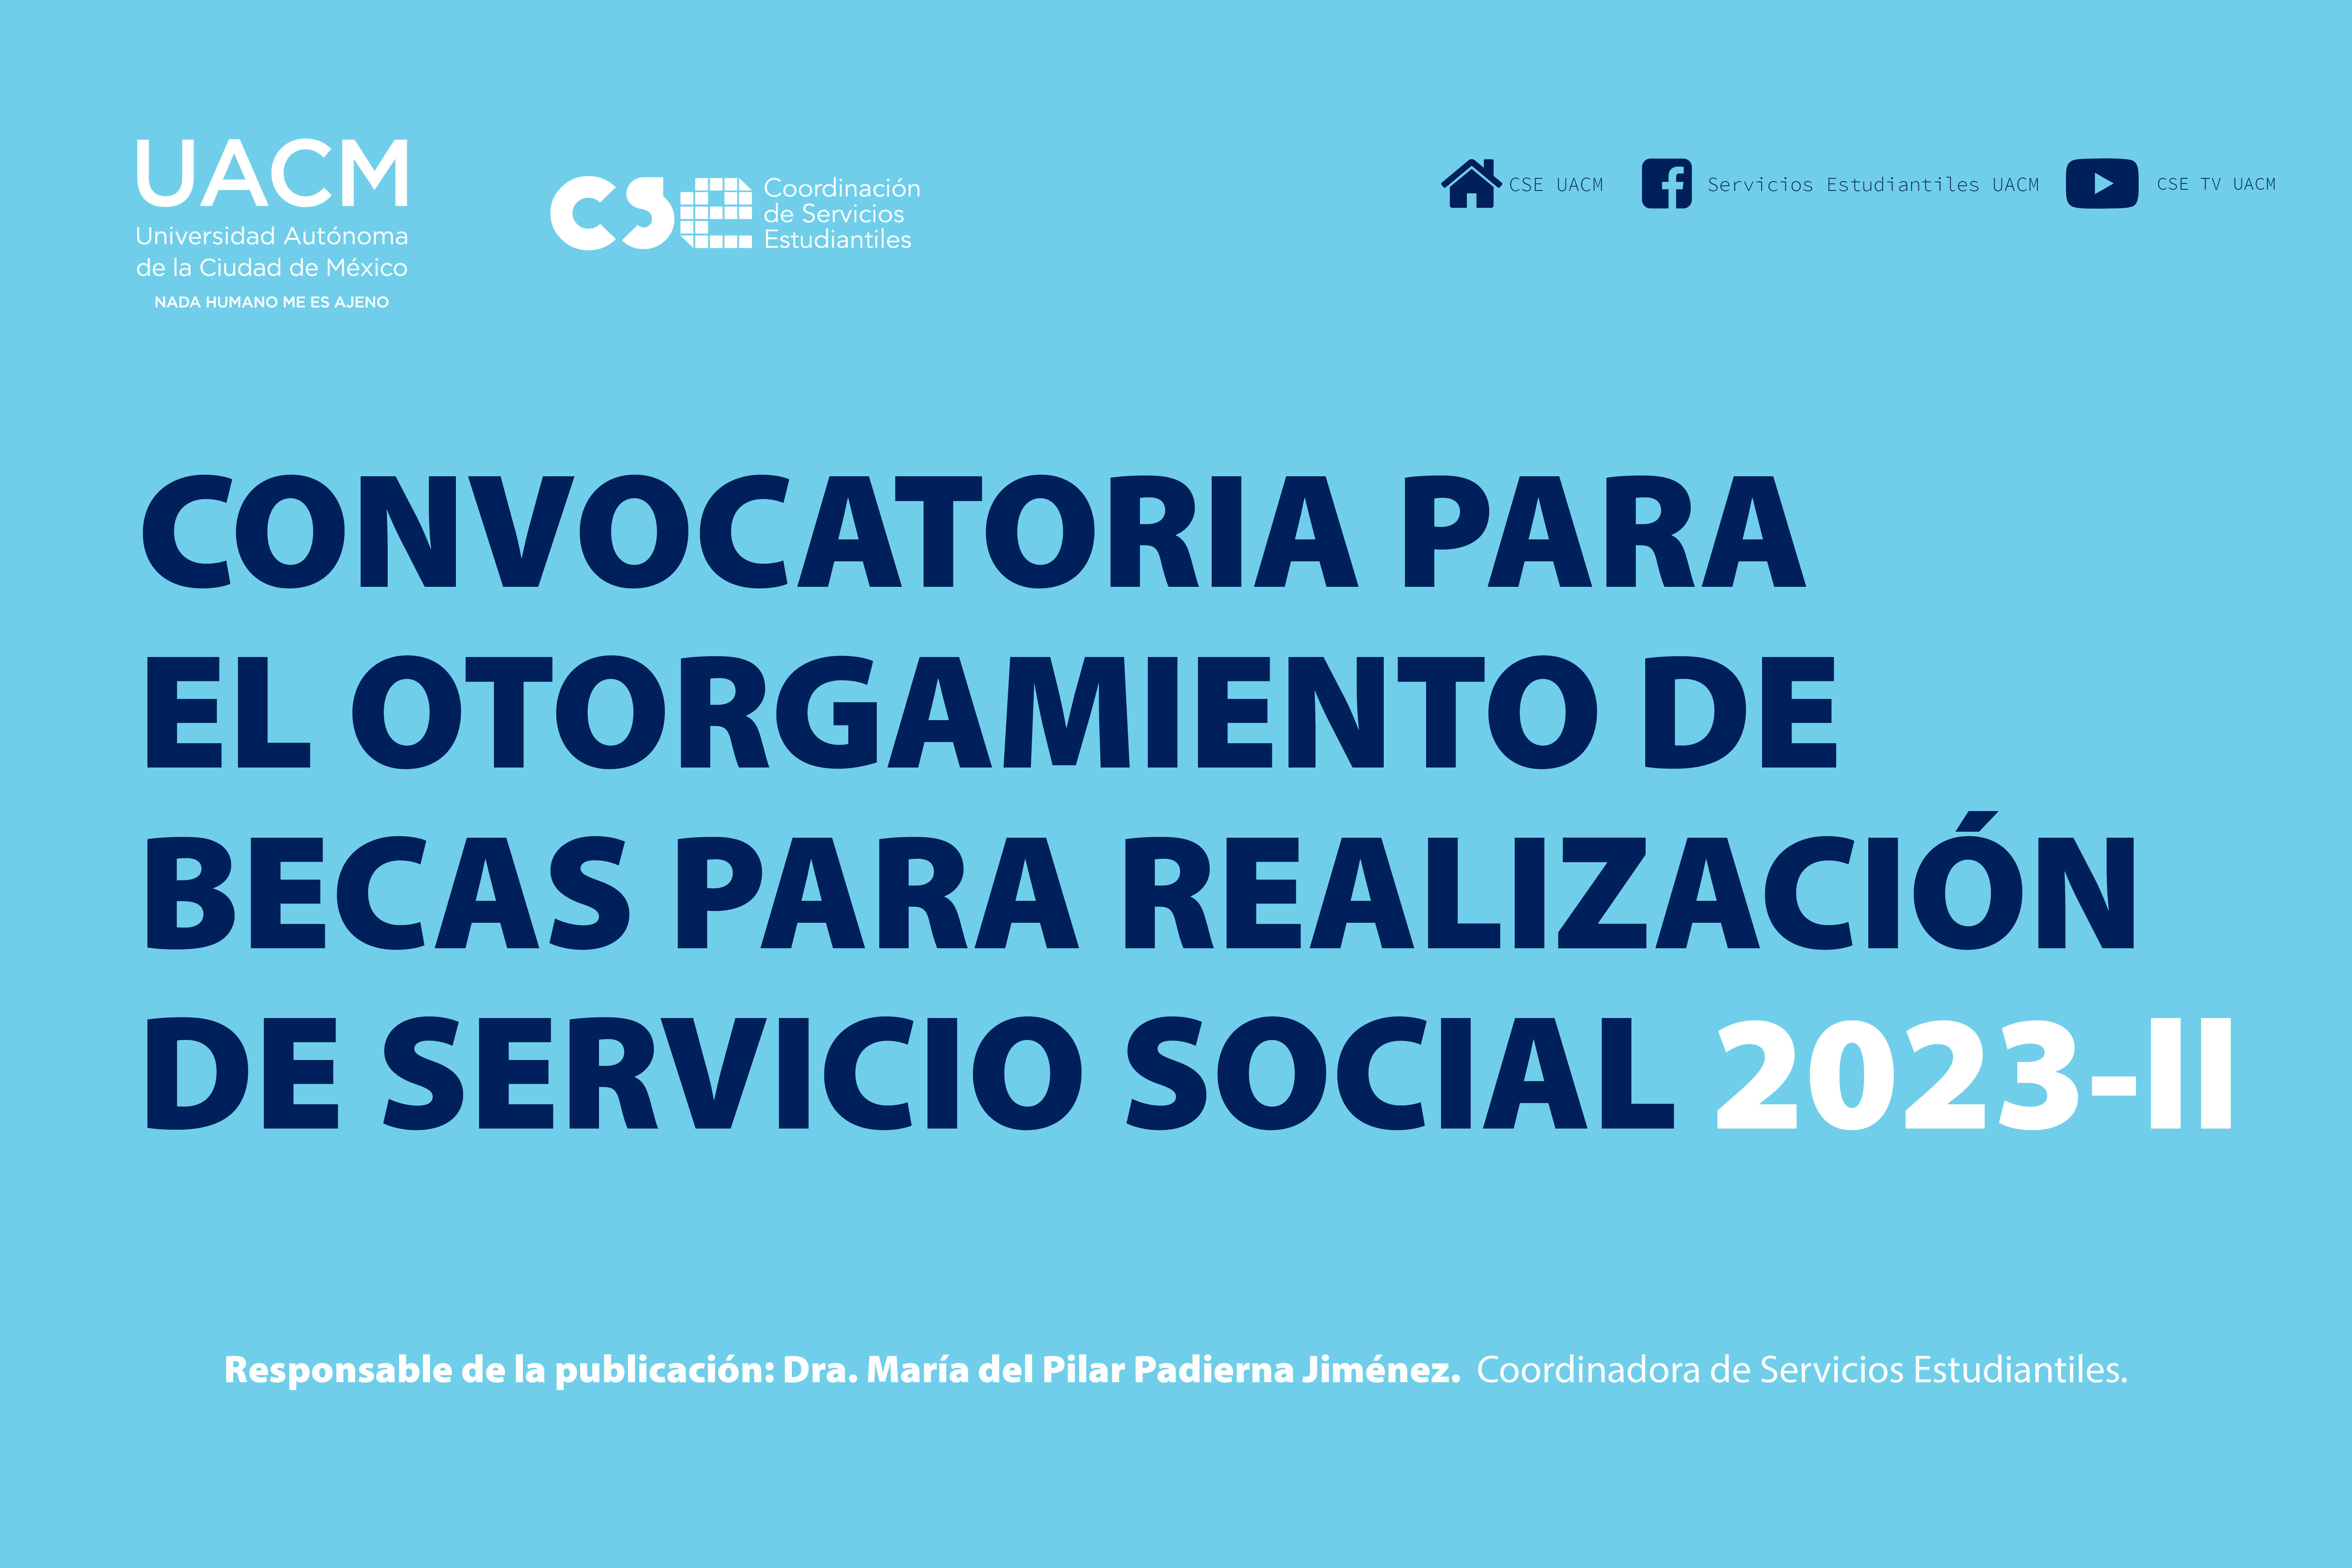 UACM
Universidad Autónoma
de la Ciudad de México
NADA HUMANO ME ES AJENO
cse
Coordinación
de Servicios
Estudiantiles
CSE UACM
Servicios Estudiantiles UACM
CSE TV UACM
CONVOCATORIA PARA
EL OTORGAMIENTO DE
BECAS PARA REALIZACIÓN
DE SERVICIO SOCIAL 2023-II
Responsable de la publicación: Dra. María del Pilar Padierna Jiménez. Coordinadora de Servicios Estudiantiles.